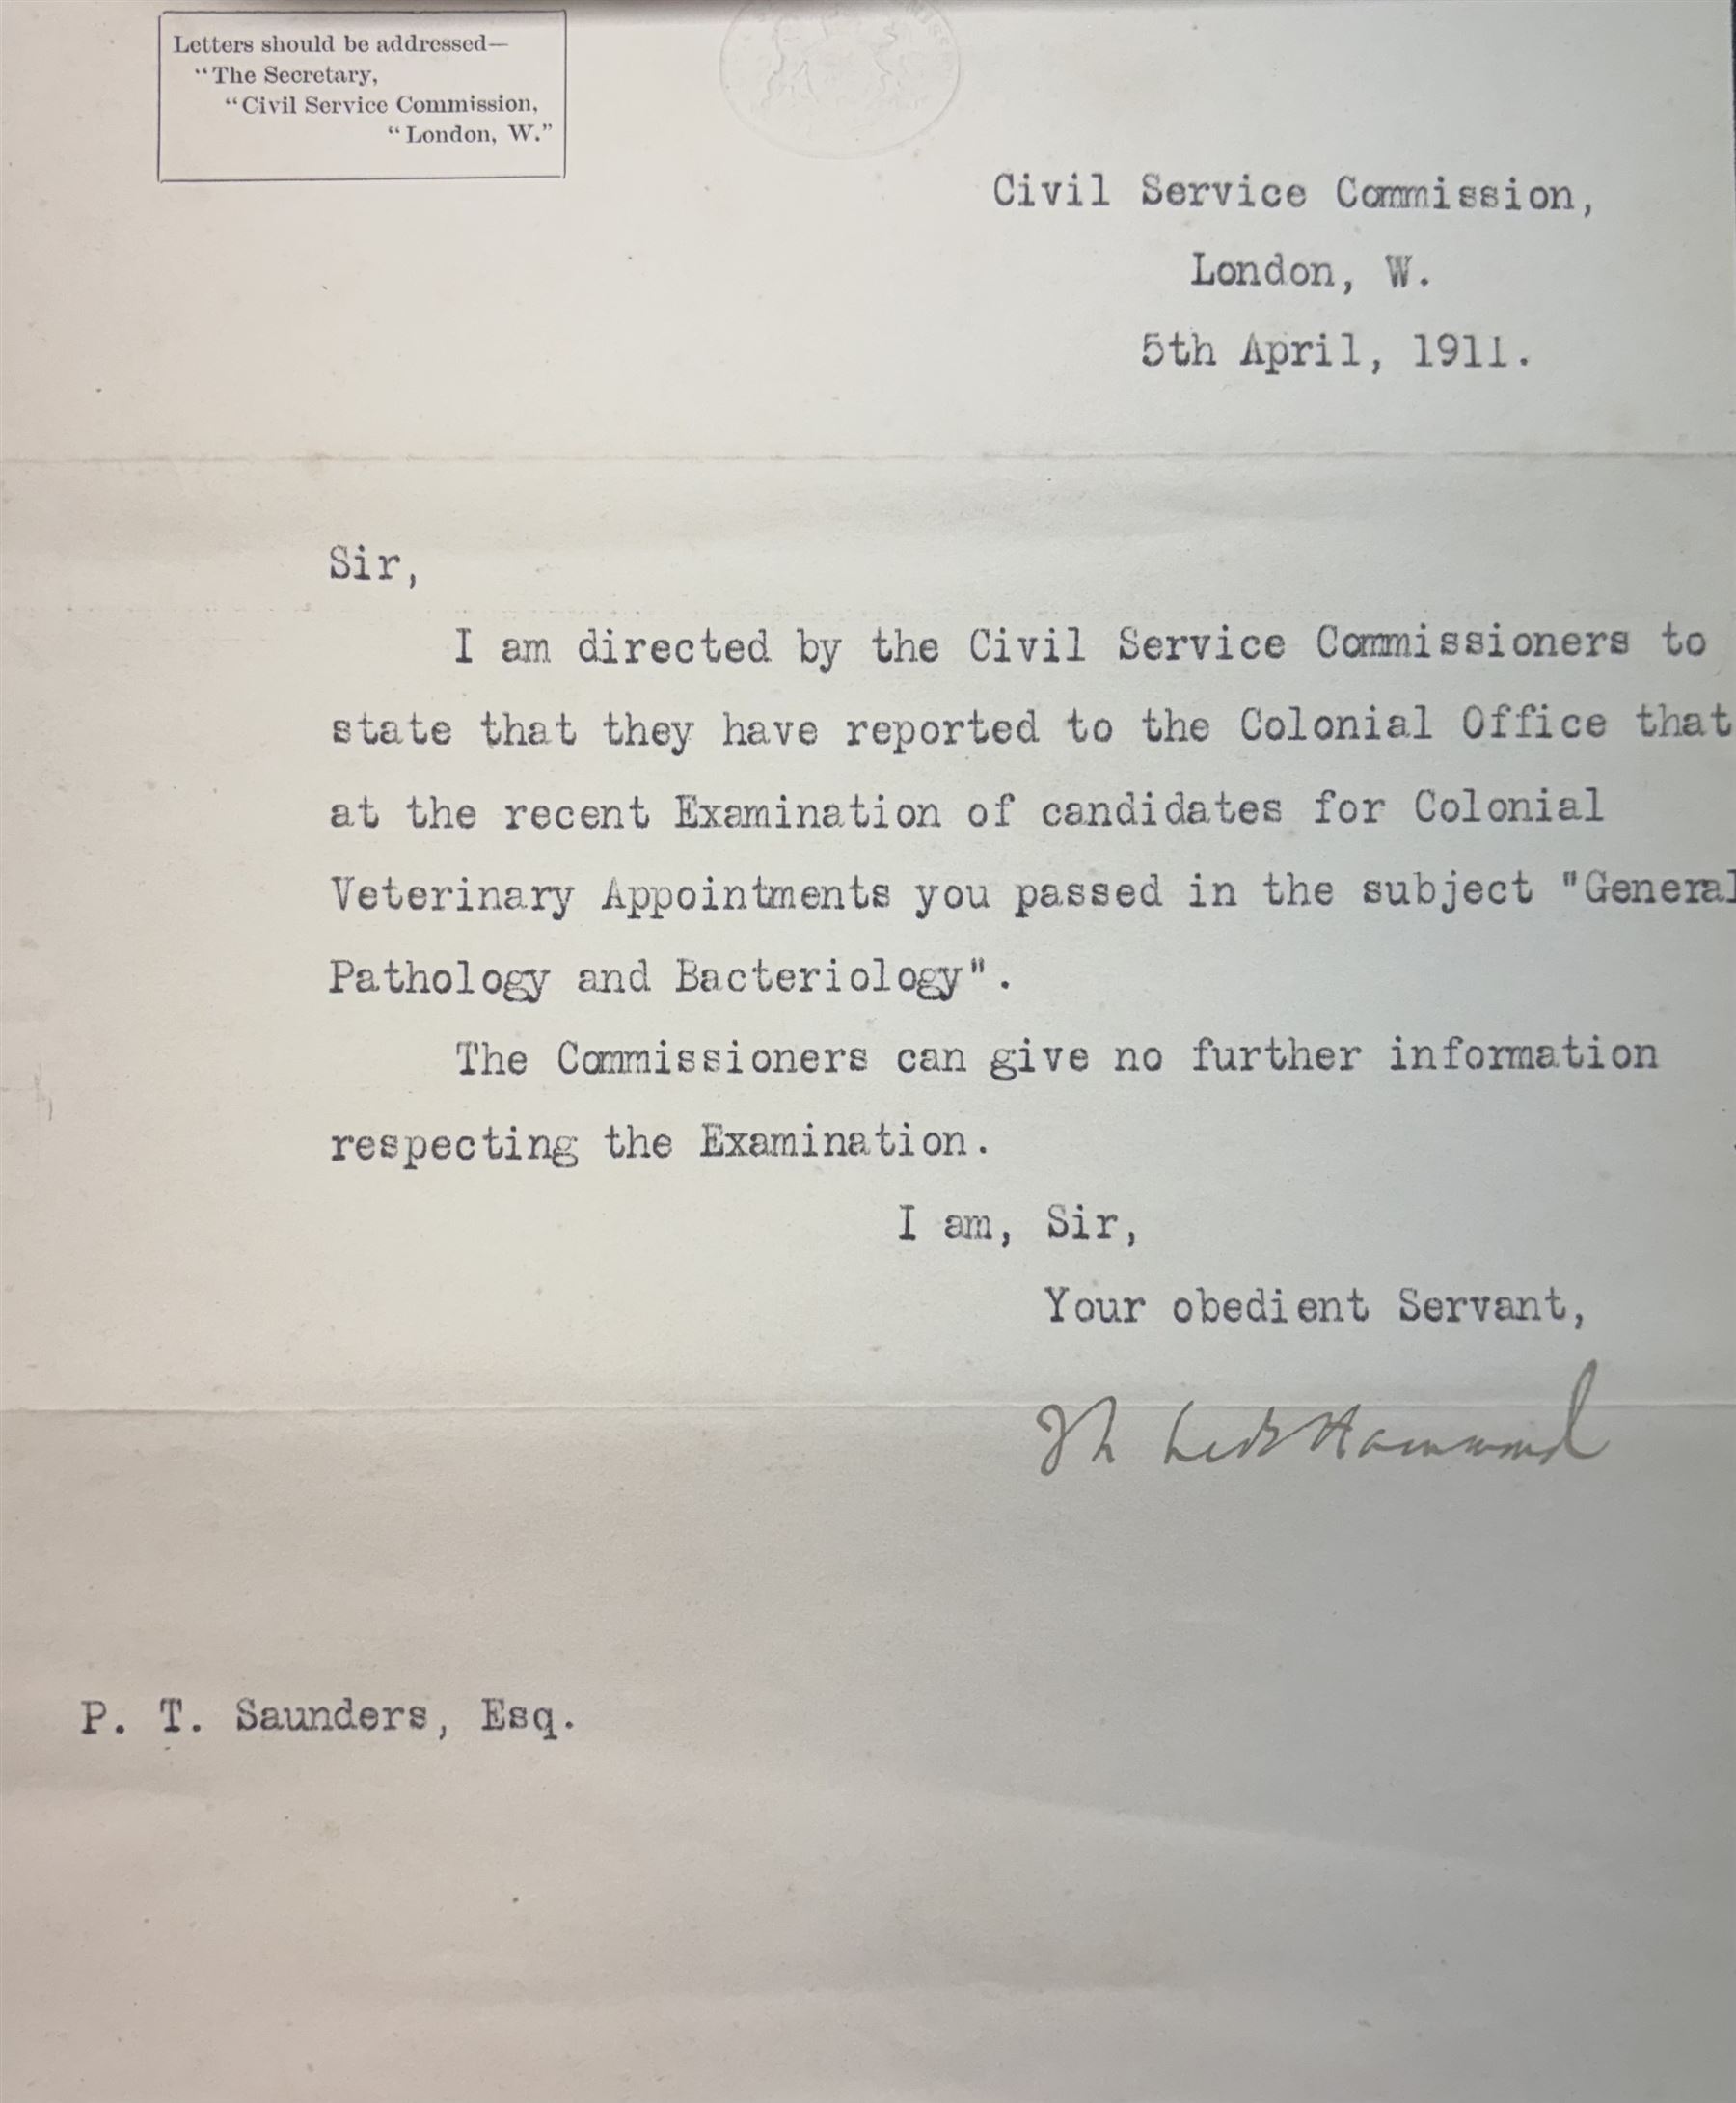 Letters should be addressed—
"The Secretary,
"Civil Service Commission,
"London, W."
Civil Service Commission,
London, W.
5th April, 1911.
Sir,
I am directed by the Civil Service Commissioners to
state that they have reported to the Colonial Office that
at the recent Examination of candidates for Colonial
Veterinary Appointments you passed in the subject "General
Pathology and Bacteriology".
The Commissioners can give no further information
respecting the Examination.
I am, Sir,
Your obedient Servant,
Hammond
P. T. Saunders, Esq.